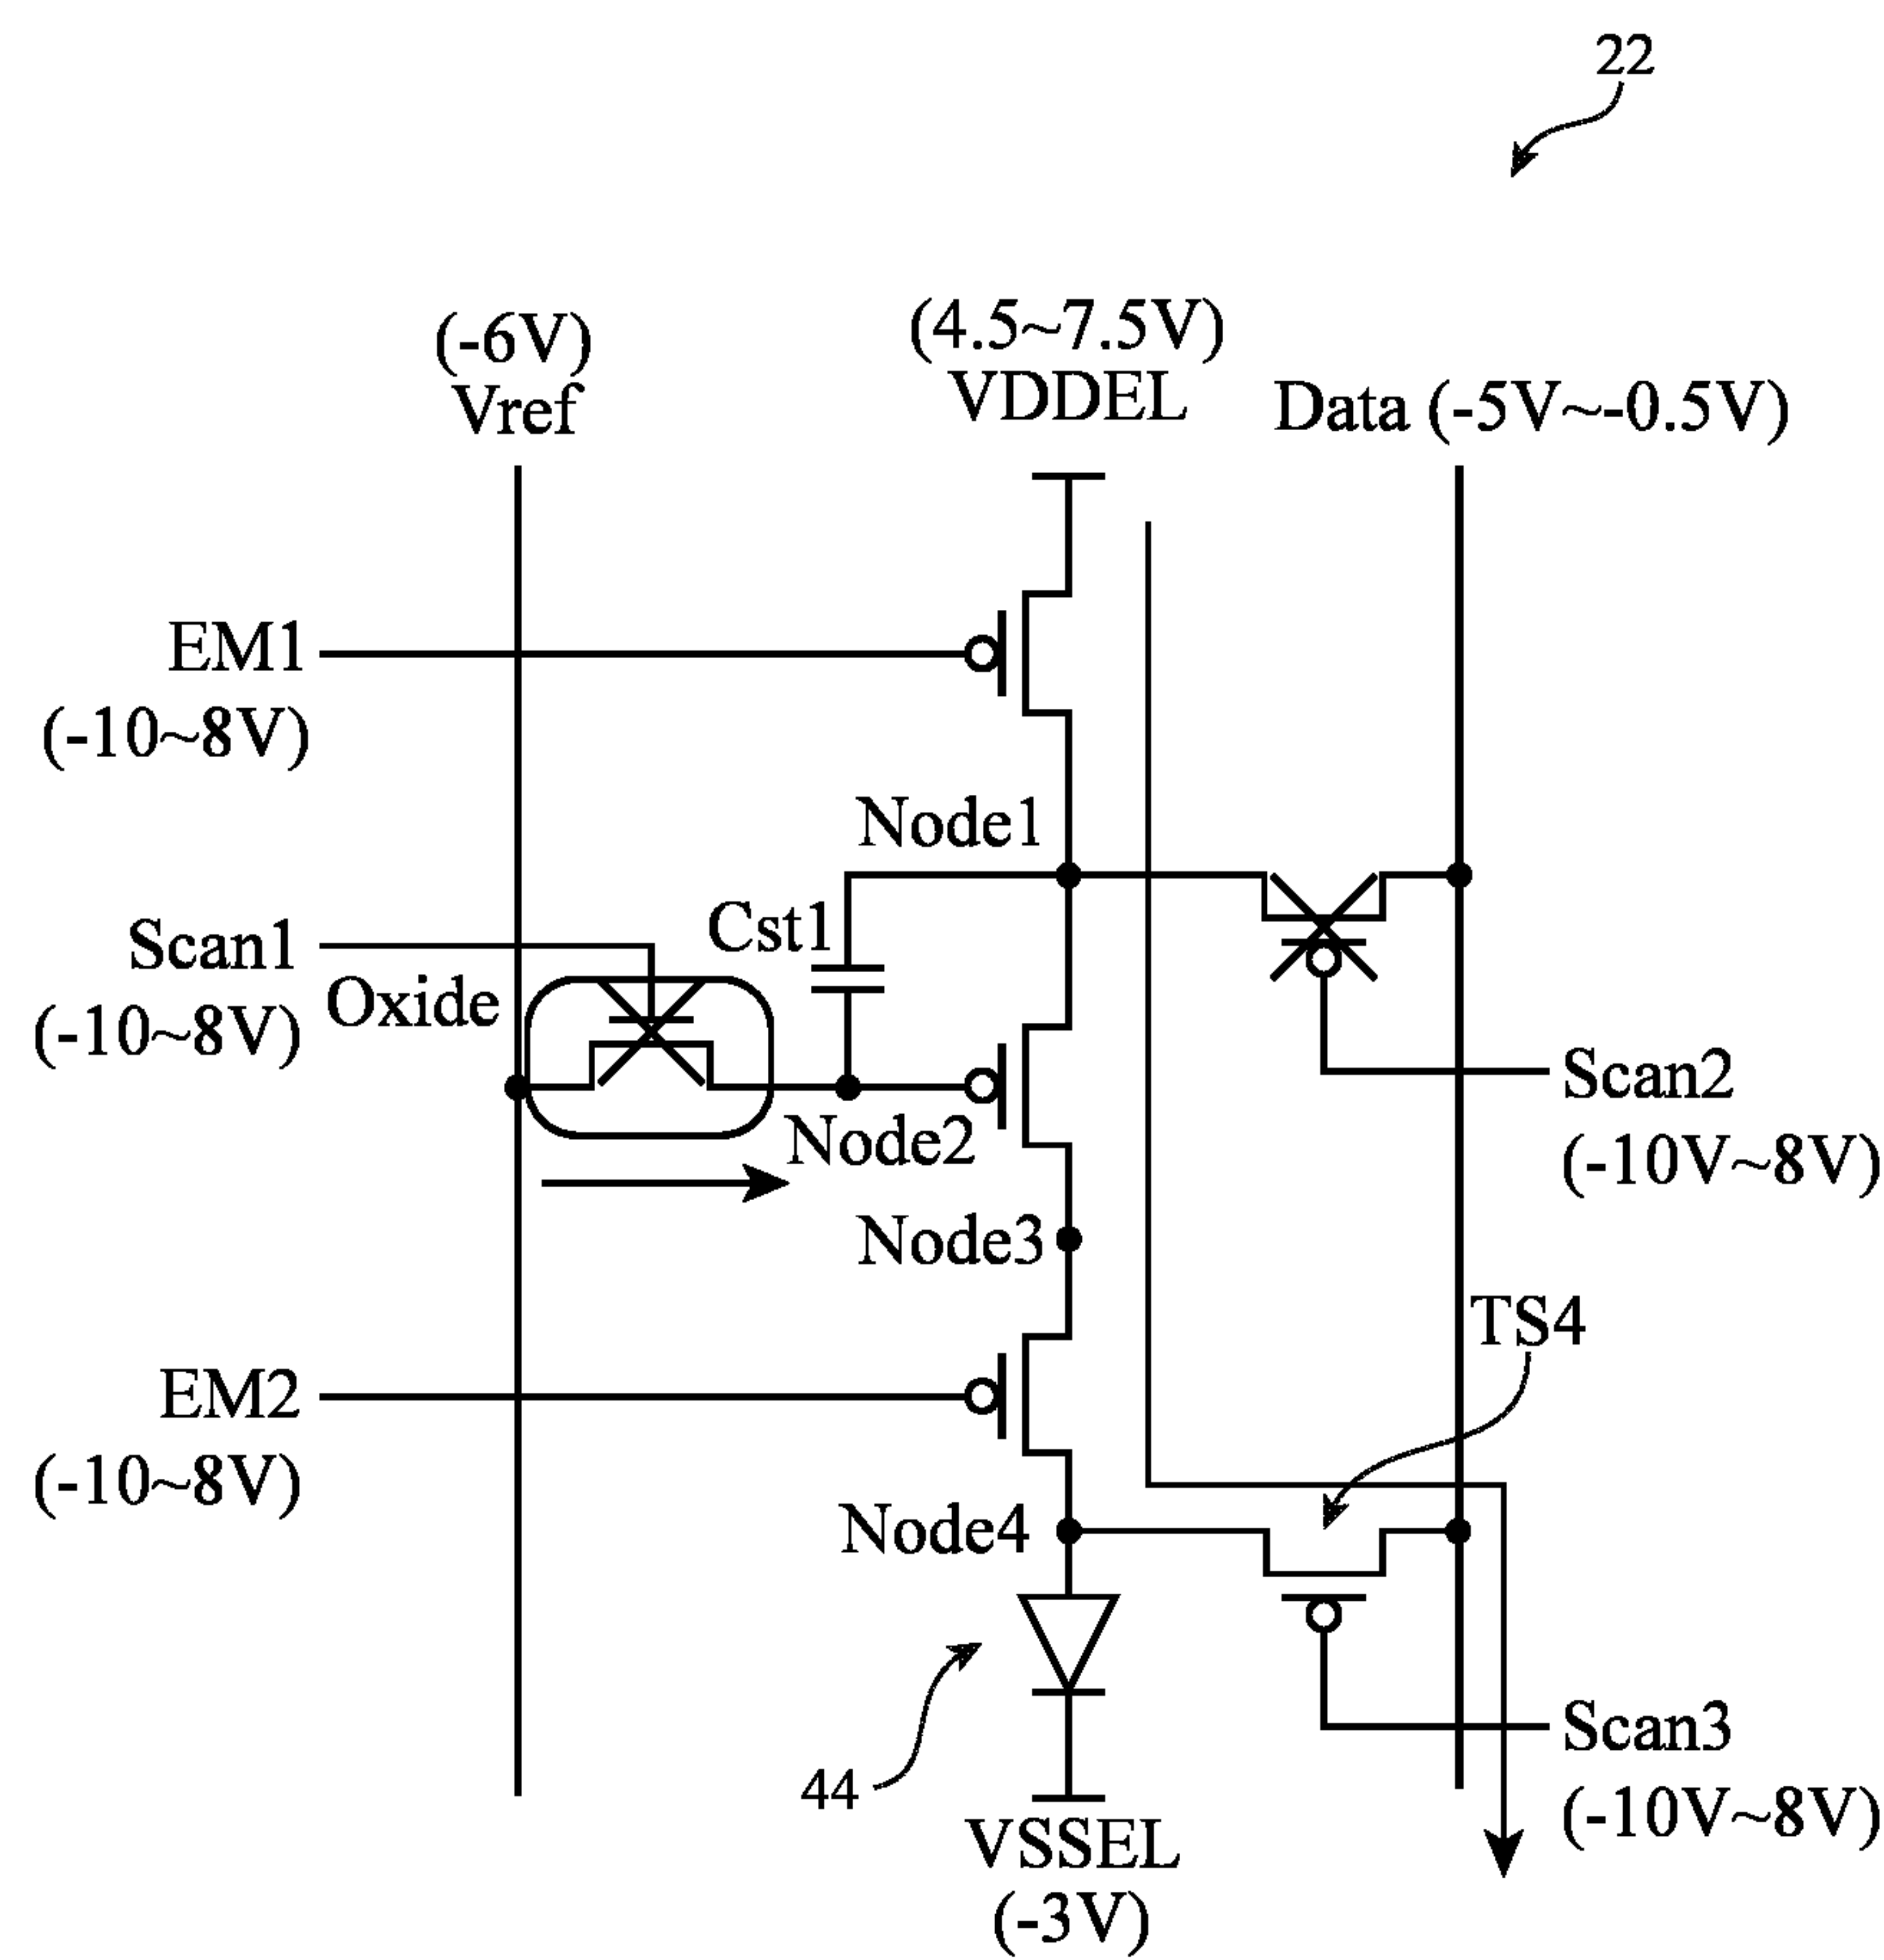 22
(-6V)
Vref
(4.5~7.5V)
VDDEL
Data (-5V~-0.5V)
EM1
(-10~8V)
Node1
Scan1
(-10~8V)
Oxide
Cst1
Node2
Scan2
(-10V~8V)
Node3
TS4
EM2
(-10~8V)
Node4
44
Scan3
(-10V~8V)
VSSEL
(-3V)